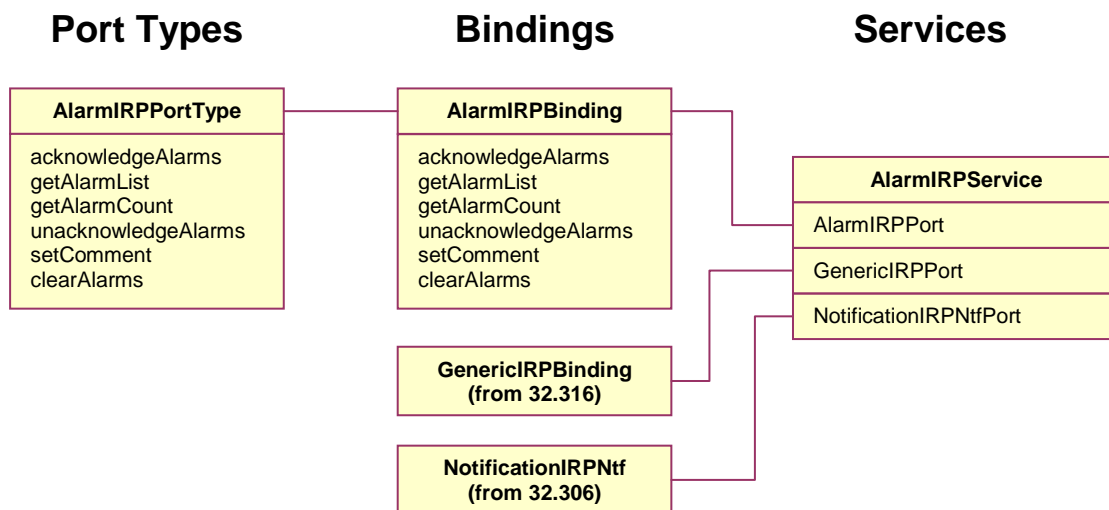 Port Types
Bindings
Services
AlarmIRPPortType
acknowledgeAlarms
getAlarmList
getAlarmCount
unacknowledgeAlarms
setComment
clearAlarms
AlarmIRPBinding
acknowledgeAlarms
getAlarmList
getAlarmCount
unacknowledgeAlarms
setComment
clearAlarms
GenericIRPBinding
(from 32.316)
NotificationIRPNtf
(from 32.306)
AlarmIRPService
AlarmIRPPort
GenericIRPPort
NotificationIRPNtfPort